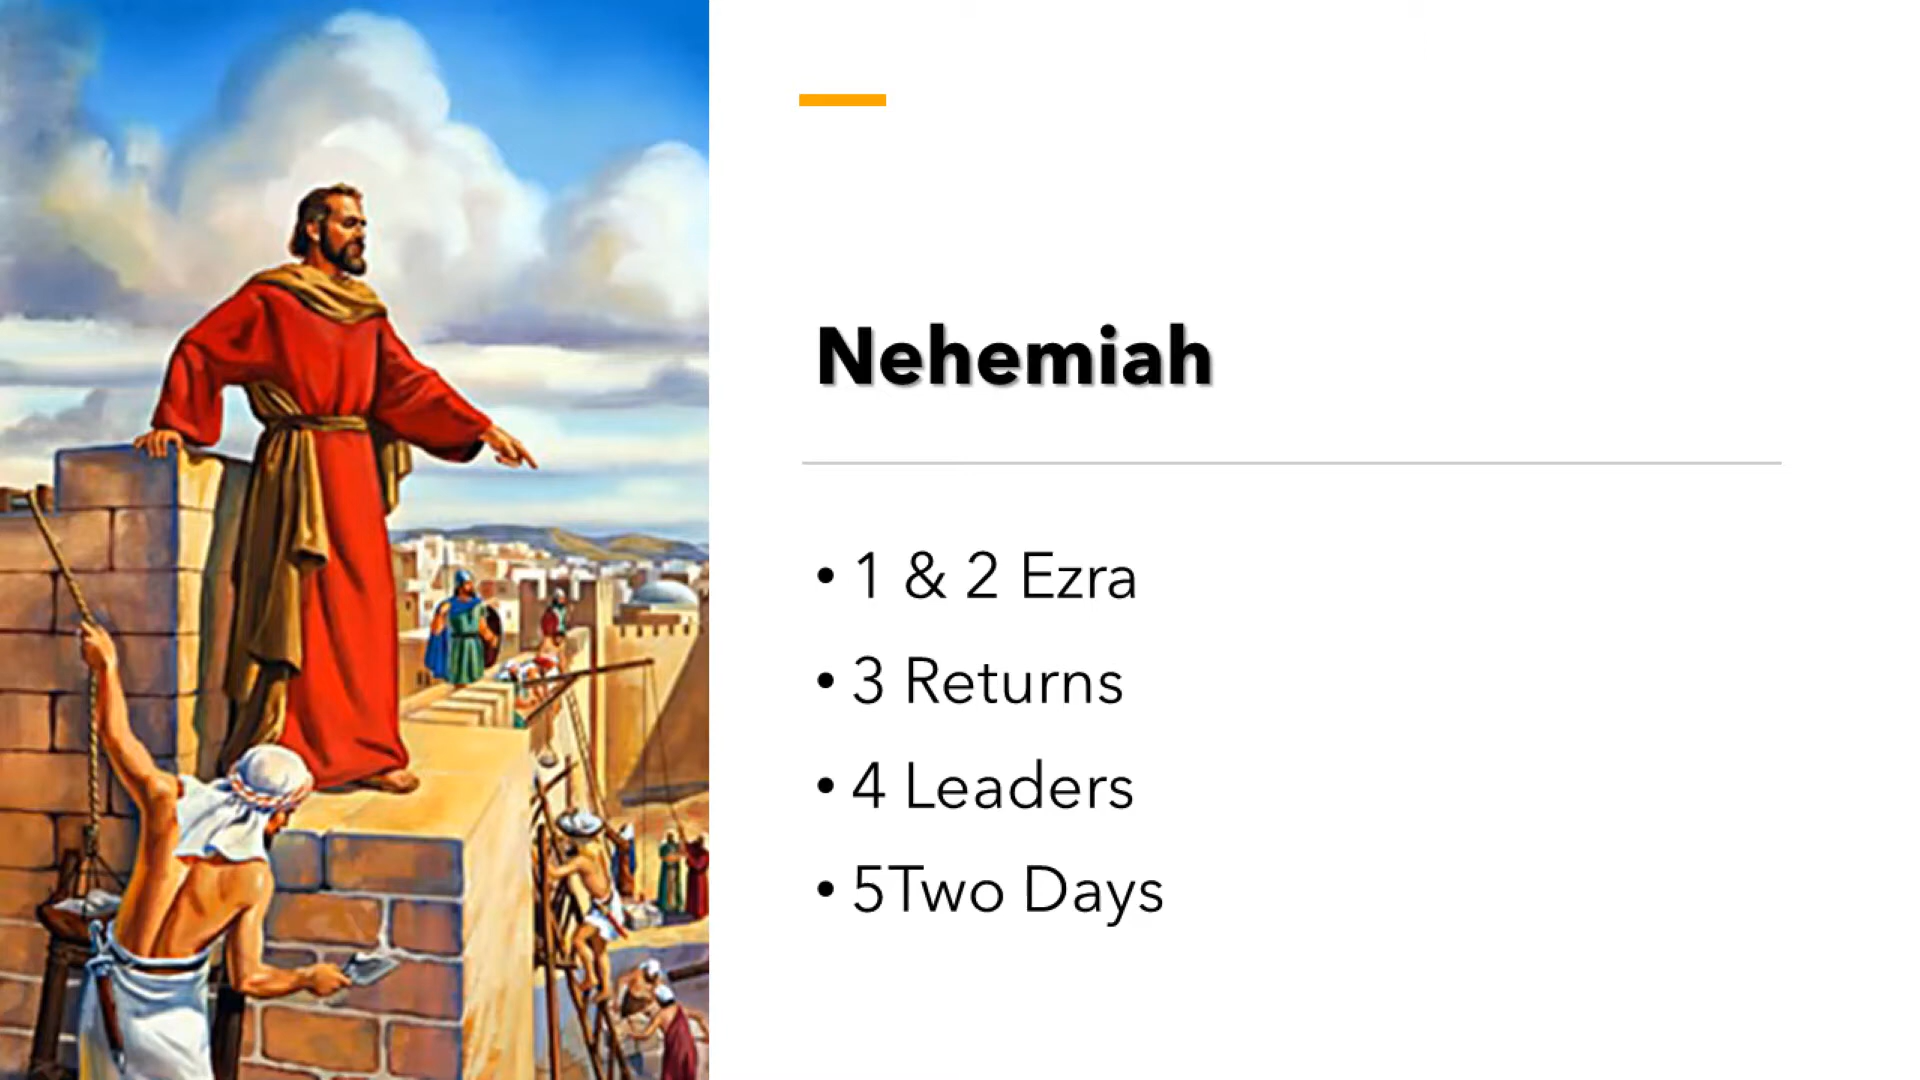 Nehemiah
• 1 & 2 Ezra
• 3 Returns
• 4 Leaders
• 5Two Days